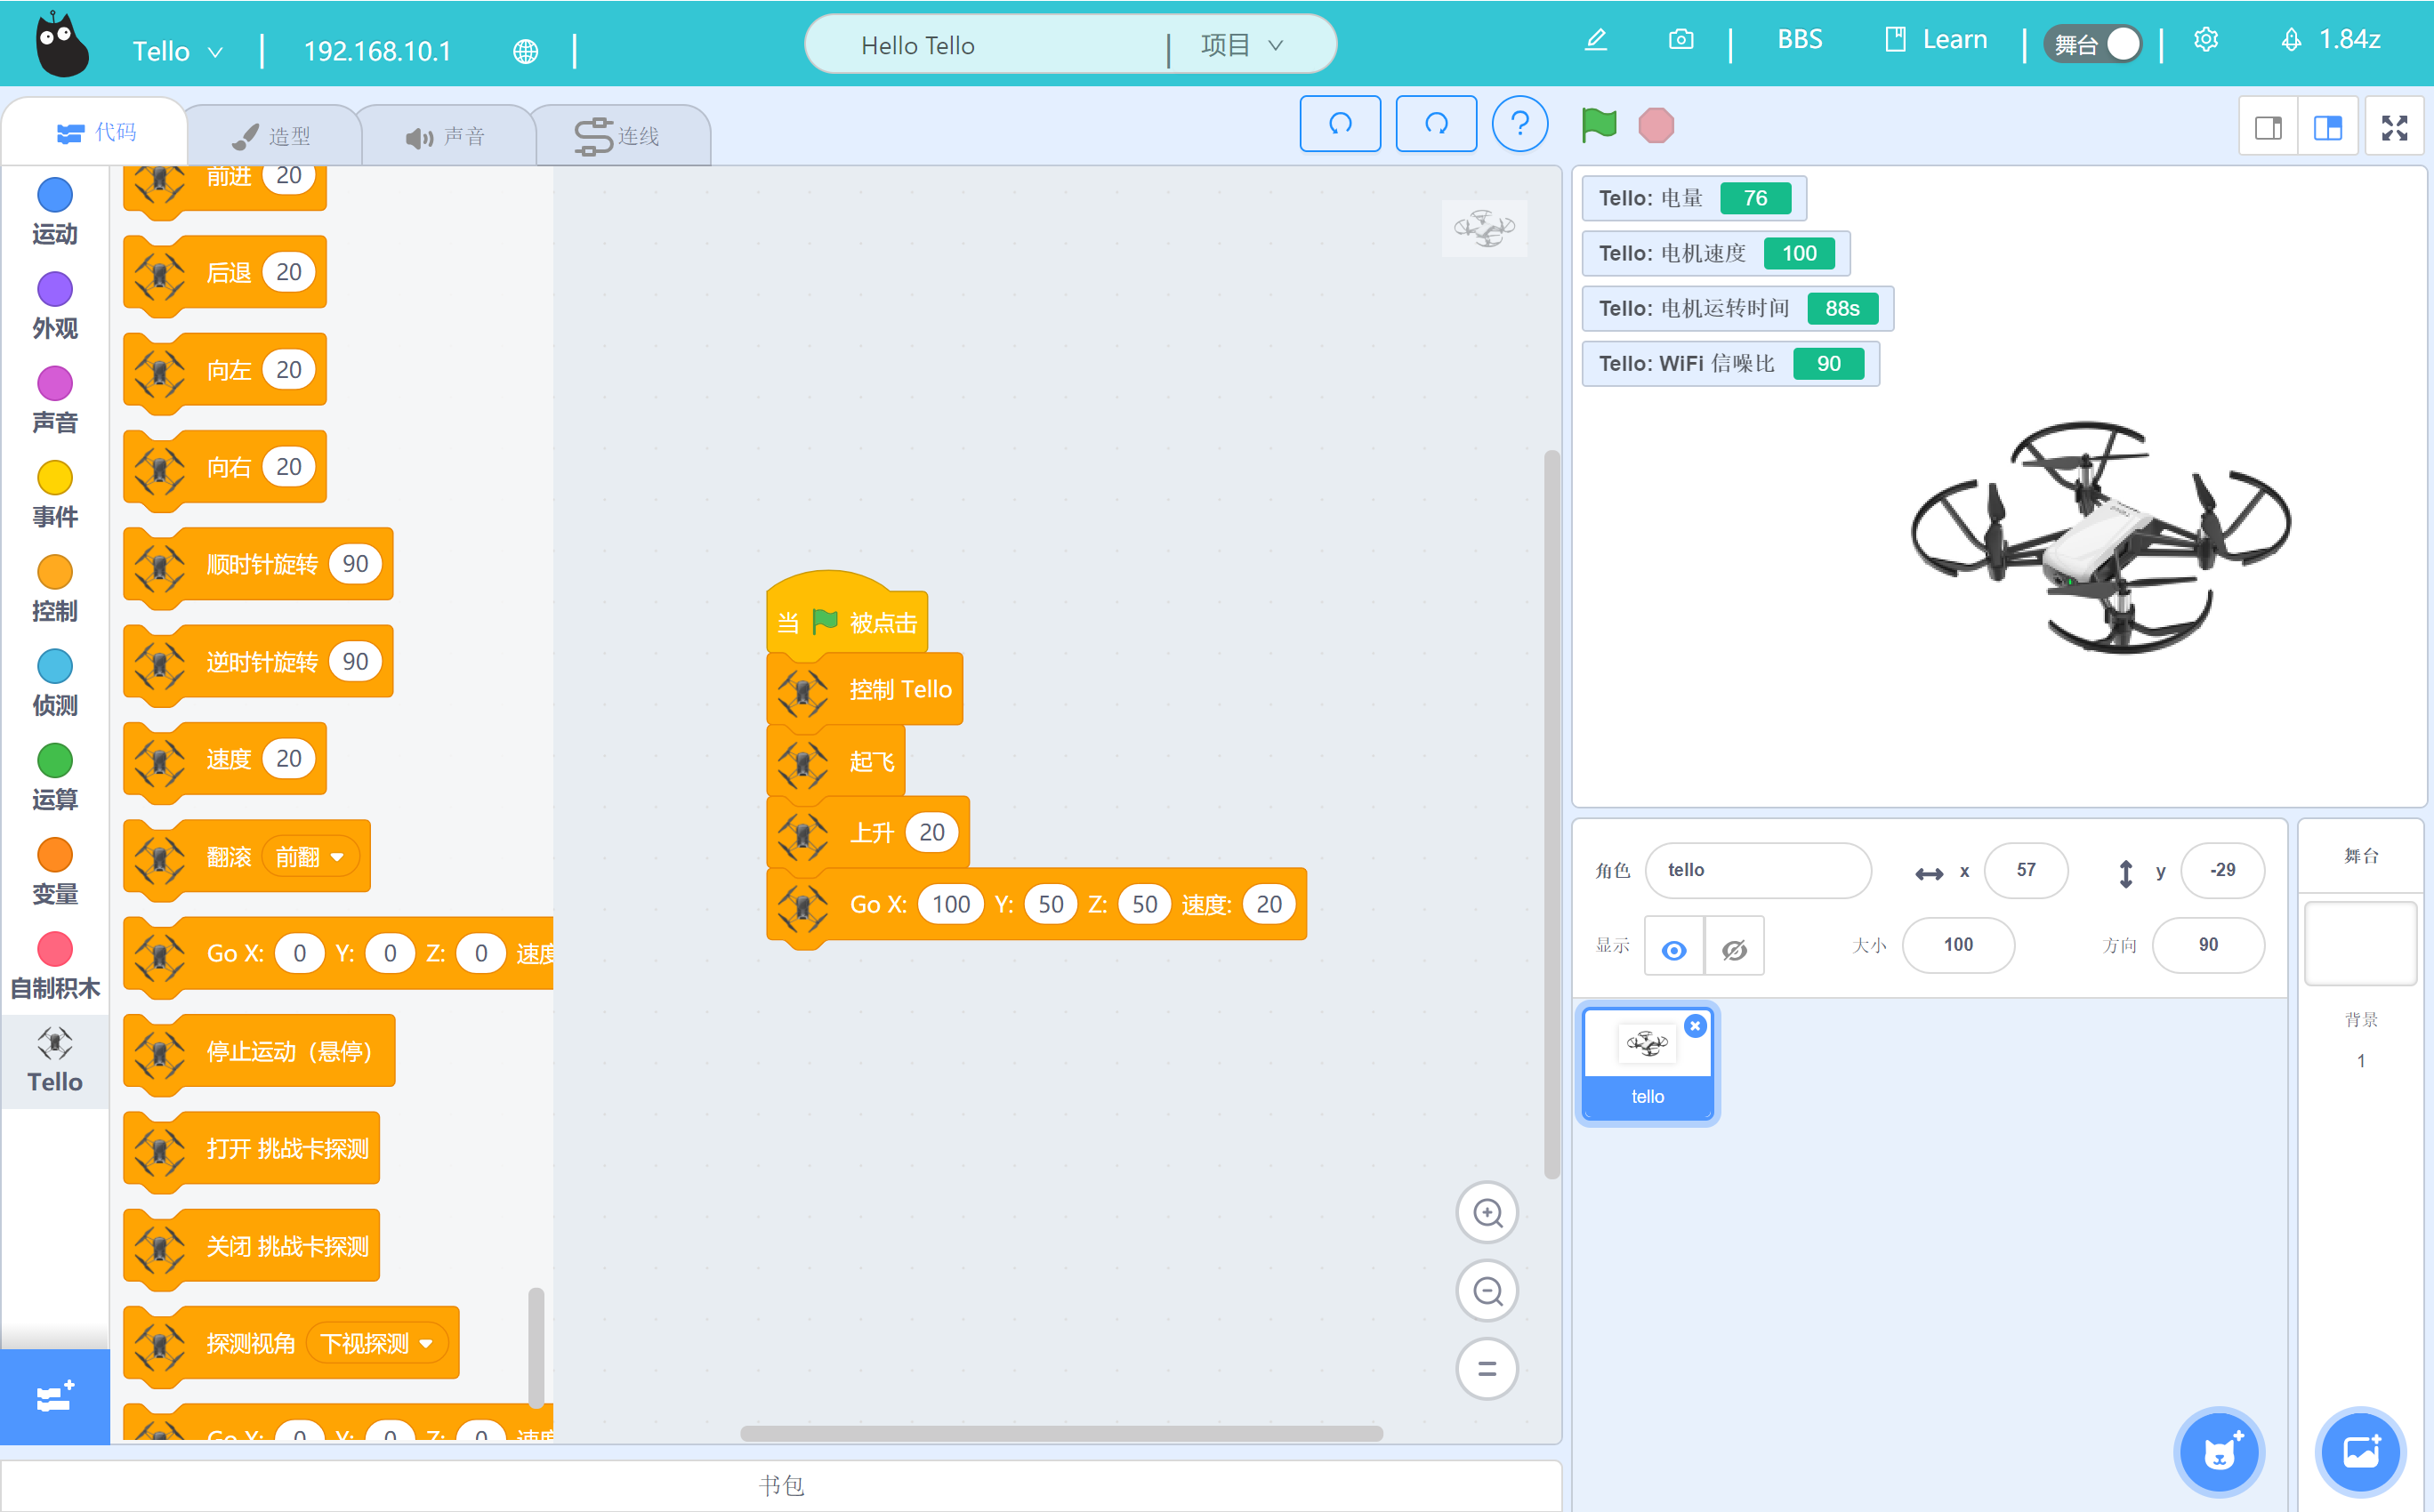 Tello
192.168.10.1
Hello Tello
项目
BBS
Learn
舞台
1.84z
代码
造型
声音
连线
运动
外观
声音
事件
控制
侦测
运算
变量
自制积木
Tello
前进 20
后退 20
向左 20
向右 20
顺时针旋转 90
逆时针旋转 90
速度 20
翻滚 前翻
Go X: 0 Y: 0 Z: 0 速度
停止运动（悬停）
打开 挑战卡探测
关闭 挑战卡探测
探测视角 下视探测
Go X: 0 Y: 0 Z: 0 速度
当 被点击
控制 Tello
起飞
上升 20
Go X: 100 Y: 50 Z: 50 速度: 20
书包
Tello: 电量 76
Tello: 电机速度 100
Tello: 电机运转时间 88s
Tello: WiFi 信噪比 90
角色 tello x 57 y -29
显示 大小 100 方向 90
tello
舞台
背景
1